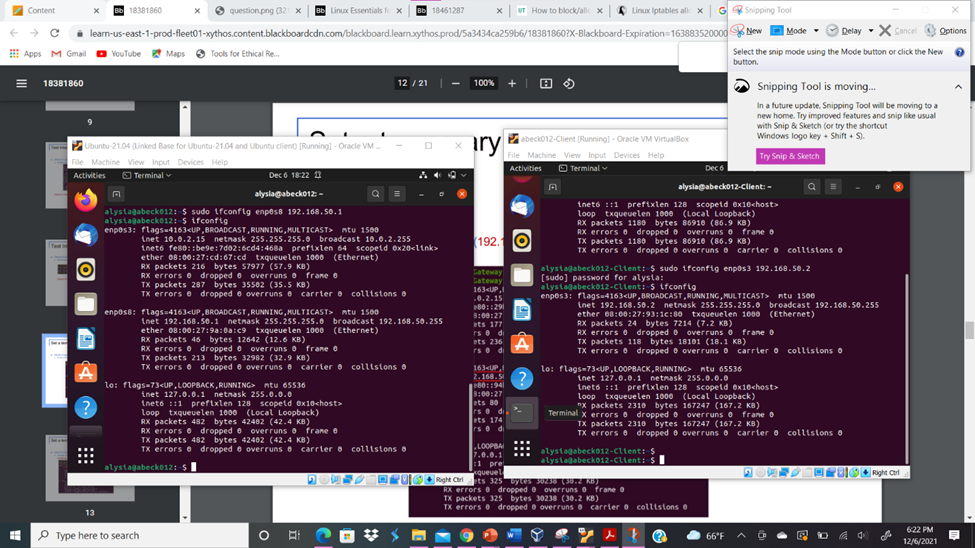 Content
18381860
question.png (32
Linux Essentials fo
18461287
How to block/allo
Linux Iptables allo
learn-us-east-1-prod-fleet01-xythos.content.blackboardcdn.com/blackboard.learn.xythos.prod/5a3434ca259b6/18381860?X-Blackboard-Expiration=163883520000
Apps
Gmail
YouTube
Maps
Tools for Ethical Re...
Snipping Tool
New
Mode
Delay
Cancel
Options
Select the snip mode using the Mode button or click the New
button.
Snipping Tool is moving...
In a future update, Snipping Tool will be moving to a
new home. Try improved features and snip like usual
with Snip & Sketch (or try the shortcut
Windows logo key + Shift + S).
Try Snip & Sketch
18381860
12 / 21
100%
9
13
Ubuntu-21.04 (Linked Base for Ubuntu-21.04 and Ubuntu client) [Running] - Oracle VM ...
File Machine View Input Devices Help
Activities
Terminal
Dec 6 18:22
alysia@abeck012: ~
alysia@abeck012:~$ sudo ifconfig enp0s8 192.168.50.1
alysia@abeck012:~$ ifconfig
enp0s3: flags=4163<UP,BROADCAST,RUNNING,MULTICAST> mtu 1500
inet 10.0.2.15 netmask 255.255.255.0 broadcast 10.0.2.255
inet6 fe80::be9e:7d02:6cd4:468a prefixlen 64 scopeid 0x20<link>
ether 08:00:27:cd:67:cd txqueuelen 1000 (Ethernet)
RX packets 216 bytes 57977 (57.9 KB)
RX errors 0 dropped 0 overruns 0 frame 0
TX packets 287 bytes 35502 (35.5 KB)
TX errors 0 dropped 0 overruns 0 carrier 0 collisions 0
enp0s8: flags=4163<UP,BROADCAST,RUNNING,MULTICAST> mtu 1500
inet 192.168.50.1 netmask 255.255.255.0 broadcast 192.168.50.255
ether 08:00:27:9a:0a:c9 txqueuelen 1000 (Ethernet)
RX packets 46 bytes 12642 (12.6 KB)
RX errors 0 dropped 0 overruns 0 frame 0
TX packets 213 bytes 32982 (32.9 KB)
TX errors 0 dropped 0 overruns 0 carrier 0 collisions 0
lo: flags=73<UP,LOOPBACK,RUNNING> mtu 65536
inet 127.0.0.1 netmask 255.0.0.0
inet6 ::1 prefixlen 128 scopeid 0x10<host>
loop txqueuelen 1000 (Local Loopback)
RX packets 482 bytes 42402 (42.4 KB)
RX errors 0 dropped 0 overruns 0 frame 0
TX packets 482 bytes 42402 (42.4 KB)
TX errors 0 dropped 0 overruns 0 carrier 0 collisions 0
alysia@abeck012:~$
Right Ctrl
abeck012-Client [Running] - Oracle VM VirtualBox
File Machine View Input Devices Help
Activities
Terminal
Dec 6
alysia@abeck012-Client: ~
inet6 ::1 prefixlen 128 scopeid 0x10<host>
loop txqueuelen 1000 (Local Loopback)
RX packets 1180 bytes 86910 (86.9 KB)
RX errors 0 dropped 0 overruns 0 frame 0
TX packets 1180 bytes 86910 (86.9 KB)
TX errors 0 dropped 0 overruns 0 carrier 0 collisions 0
alysia@abeck012-Client:~$ sudo ifconfig enp0s3 192.168.50.2
[sudo] password for alysia:
alysia@abeck012-Client:~$ ifconfig
enp0s3: flags=4163<UP,BROADCAST,RUNNING,MULTICAST> mtu 1500
inet 192.168.50.2 netmask 255.255.255.0 broadcast 192.168.50.255
ether 08:00:27:93:1c:80 txqueuelen 1000 (Ethernet)
RX packets 24 bytes 7214 (7.2 KB)
RX errors 0 dropped 0 overruns 0 frame 0
TX packets 118 bytes 18101 (18.1 KB)
TX errors 0 dropped 0 overruns 0 carrier 0 collisions 0
lo: flags=73<UP,LOOPBACK,RUNNING> mtu 65536
inet 127.0.0.1 netmask 255.0.0.0
inet6 ::1 prefixlen 128 scopeid 0x10<host>
loop txqueuelen 1000 (Local Loopback)
RX packets 2310 bytes 167247 (167.2 KB)
Terminal X errors 0 dropped 0 overruns 0 frame 0
TX packets 2310 bytes 167247 (167.2 KB)
TX errors 0 dropped 0 overruns 0 carrier 0 collisions 0
alysia@abeck012-Client:~$
alysia@abeck012-Client:~$
Right Ctrl
TX packets 325 bytes 30238 (30.2 KB)
TX errors 0 dropped 0 overruns 0 carrier 0 collisions 0
Type here to search
66°F
6:22 PM
12/6/2021